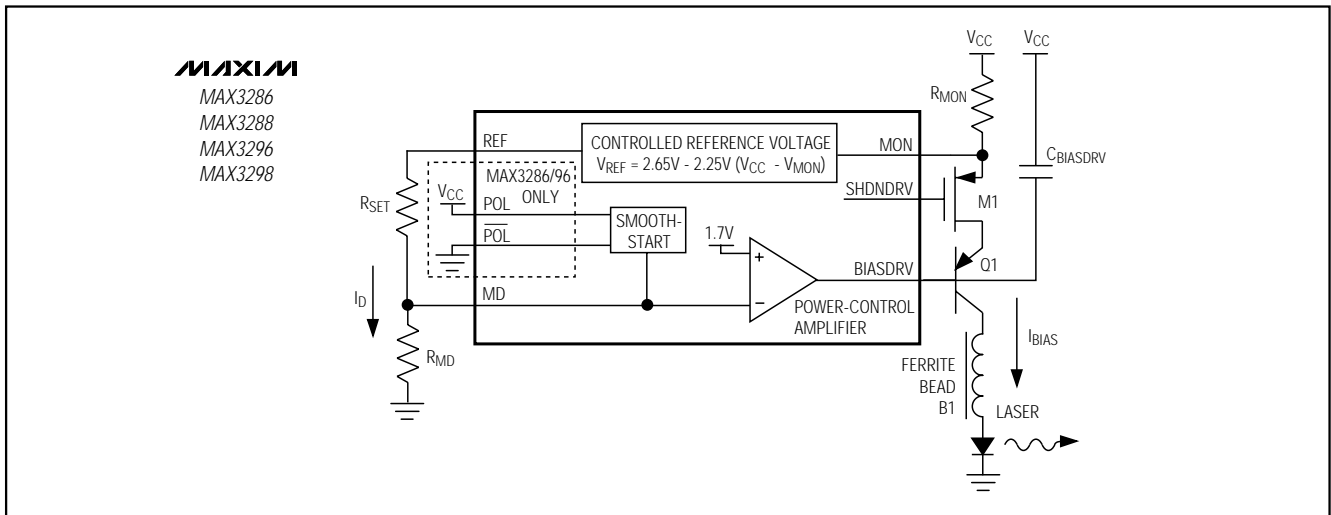 MAXIM
MAX3286
MAX3288
MAX3296
MAX3298
VCC
VCC
RMON
REF
CONTROLLED REFERENCE VOLTAGE
VREF = 2.65V - 2.25V (VCC - VMON)
MON
CBIASDRV
MAX3286/96
ONLY
SHDNDRV
M1
RSET
VCC
POL
POL
SMOOTH-
START
1.7V
+
BIASDRV
Q1
ID
MD
−
POWER-CONTROL
AMPLIFIER
IBIAS
RMD
FERRITE
BEAD
B1
LASER